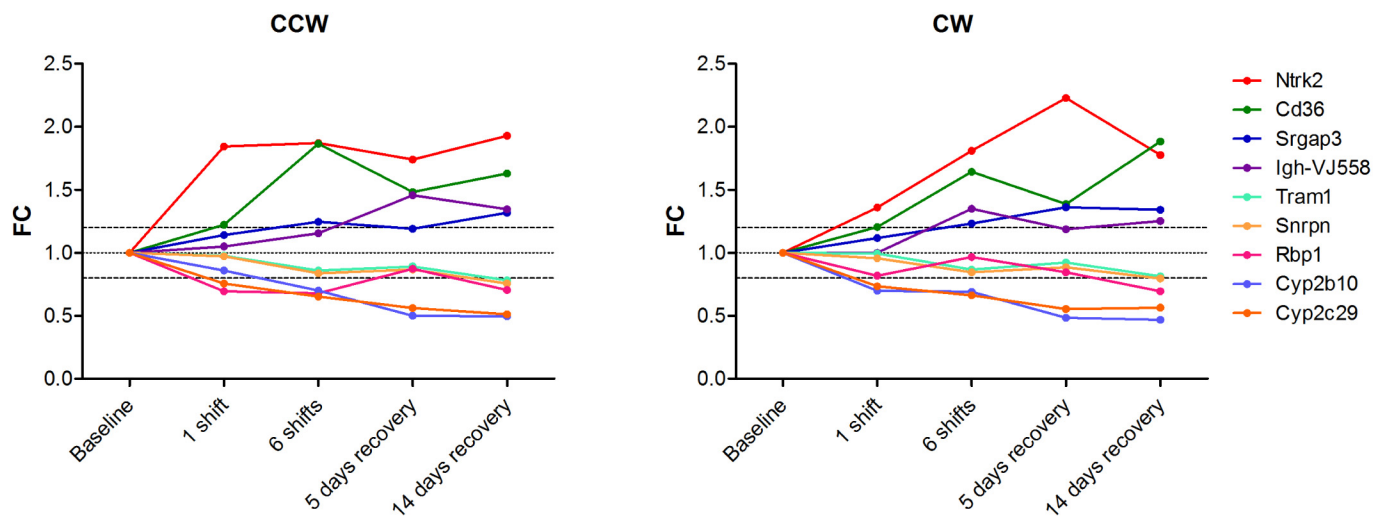 CCW
FC
2.5
2.0
1.5
1.0
0.5
0.0
Baseline
1 shift
6 shifts
5 days recovery
14 days recovery
CW
FC
2.5
2.0
1.5
1.0
0.5
0.0
Baseline
1 shift
6 shifts
5 days recovery
14 days recovery
Ntrk2
Cd36
Srgap3
Igh-VJ558
Tram1
Snrpn
Rbp1
Cyp2b10
Cyp2c29